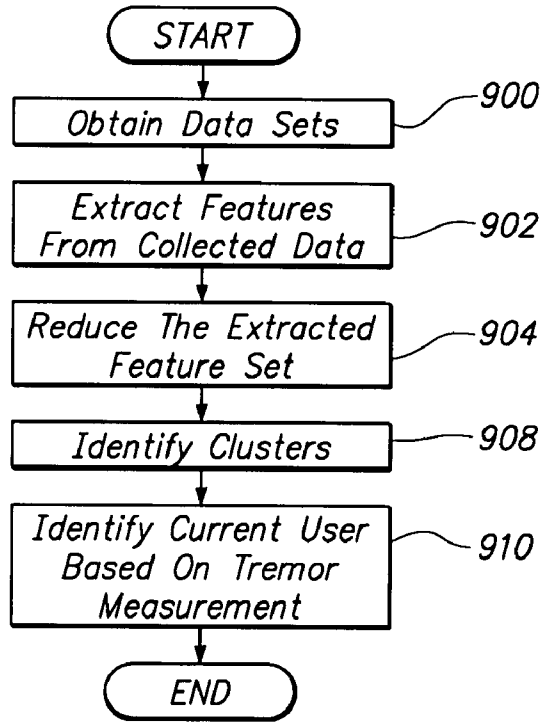 START
Obtain Data Sets
900
Extract Features
From Collected Data
902
Reduce The Extracted
Feature Set
904
Identify Clusters
908
Identify Current User
Based On Tremor
Measurement
910
END